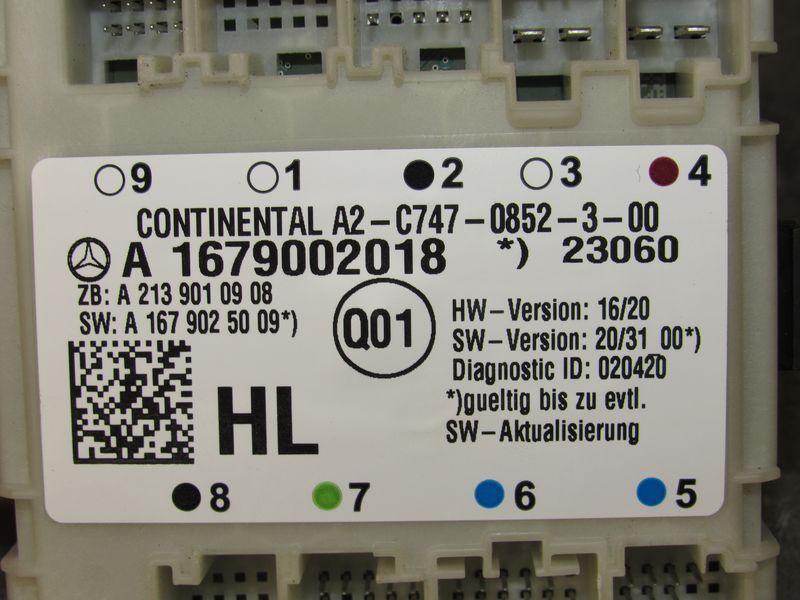 9 1 2 3 4
CONTINENTAL A2-C747-0852-3-00
A 1679002018 *) 23060
ZB: A 213 901 09 08
SW: A 167 902 50 09*)
Q01
HW-Version: 16/20
SW-Version: 20/31_00*)
Diagnostic ID: 020420
*)gueltig bis zu evtl.
SW-Aktualisierung
HL
8 7 6 5